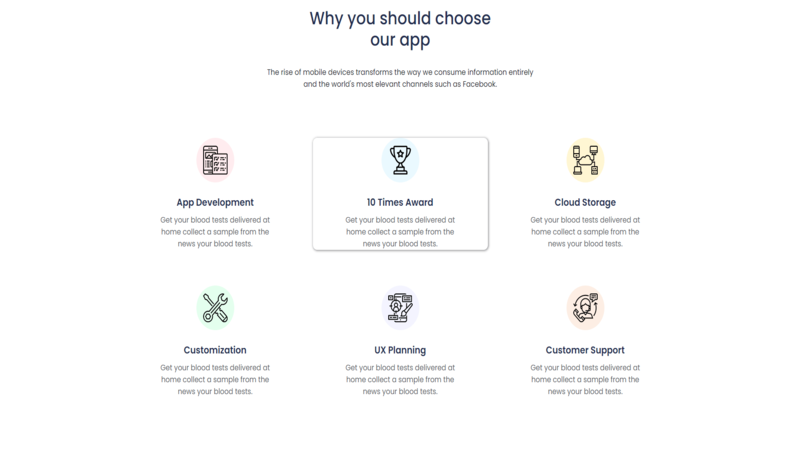 Why you should choose
our app
The rise of mobile devices transforms the way we consume information entirely
and the world's most elevant channels such as Facebook.
App Development
Get your blood tests delivered at
home collect a sample from the
news your blood tests.
10 Times Award
Get your blood tests delivered at
home collect a sample from the
news your blood tests.
Cloud Storage
Get your blood tests delivered at
home collect a sample from the
news your blood tests.
Customization
Get your blood tests delivered at
home collect a sample from the
news your blood tests.
UX Planning
Get your blood tests delivered at
home collect a sample from the
news your blood tests.
Customer Support
Get your blood tests delivered at
home collect a sample from the
news your blood tests.